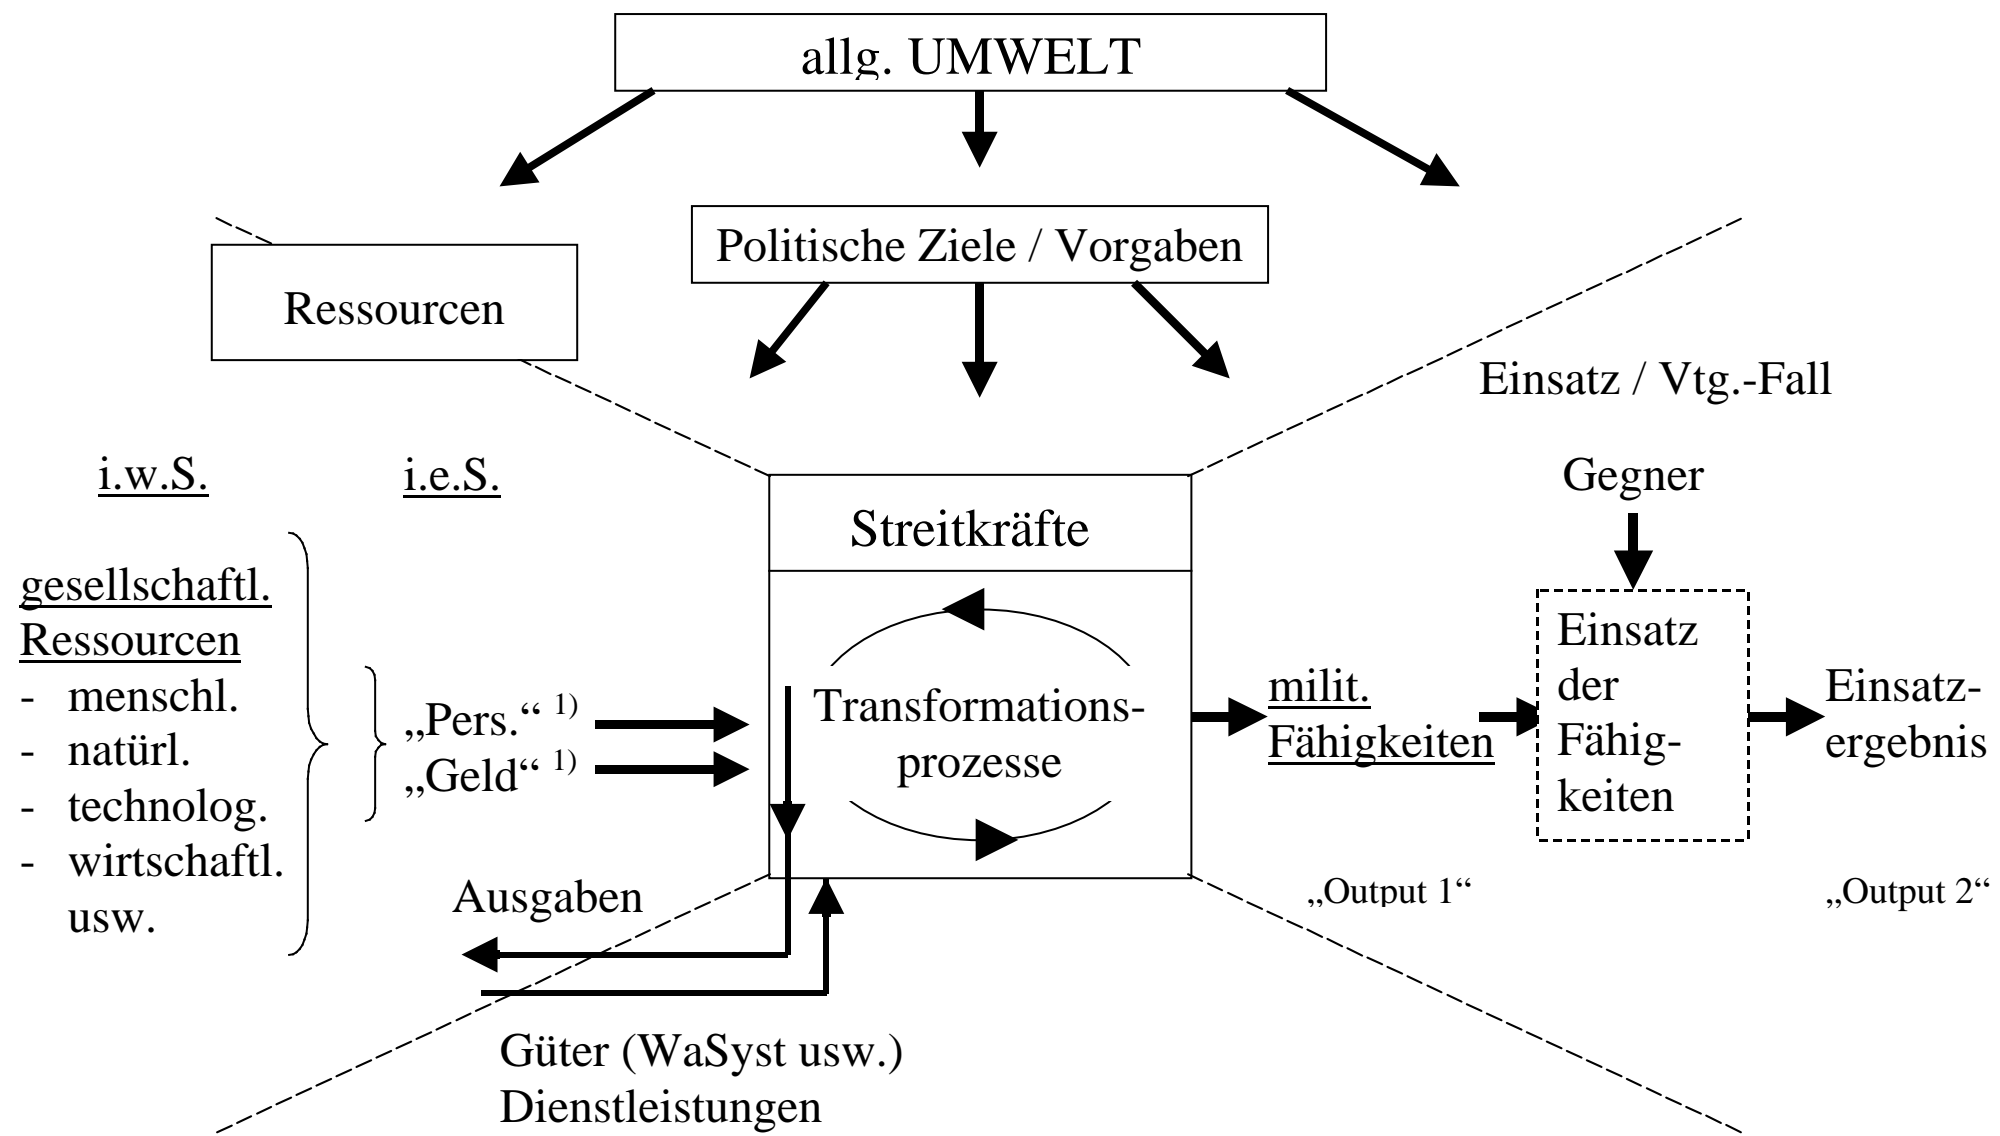 allg. UMWELT
Politische Ziele / Vorgaben
Ressourcen
Einsatz / Vtg.-Fall
i.w.S.
i.e.S.
Gegner
Streitkräfte
gesellschaftl.
Ressourcen
- menschl.
- natürl.
- technolog.
- wirtschaftl.
usw.
„Pers.“ 1)
„Geld“ 1)
Transformations-
prozesse
milit.
Fähigkeiten
Einsatz
der
Fähig-
keiten
Einsatz-
ergebnis
Ausgaben
„Output 1“
„Output 2“
Güter (WaSyst usw.)
Dienstleistungen